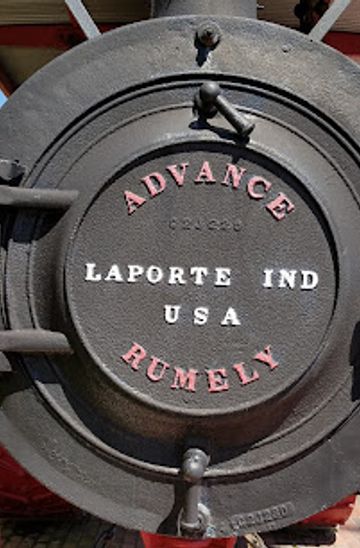 ADVANCE
LAPORTE IND
USA
RUMELY